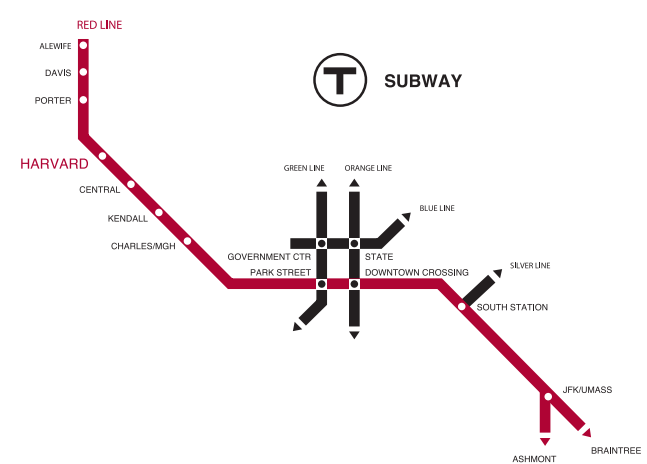 RED LINE
ALEWIFE
DAVIS
PORTER
T SUBWAY
HARVARD
CENTRAL
KENDALL
CHARLES/MGH
GREEN LINE
ORANGE LINE
BLUE LINE
GOVERNMENT CTR
STATE
PARK STREET
DOWNTOWN CROSSING
SILVER LINE
SOUTH STATION
JFK/UMASS
BRAINTREE
ASHMONT